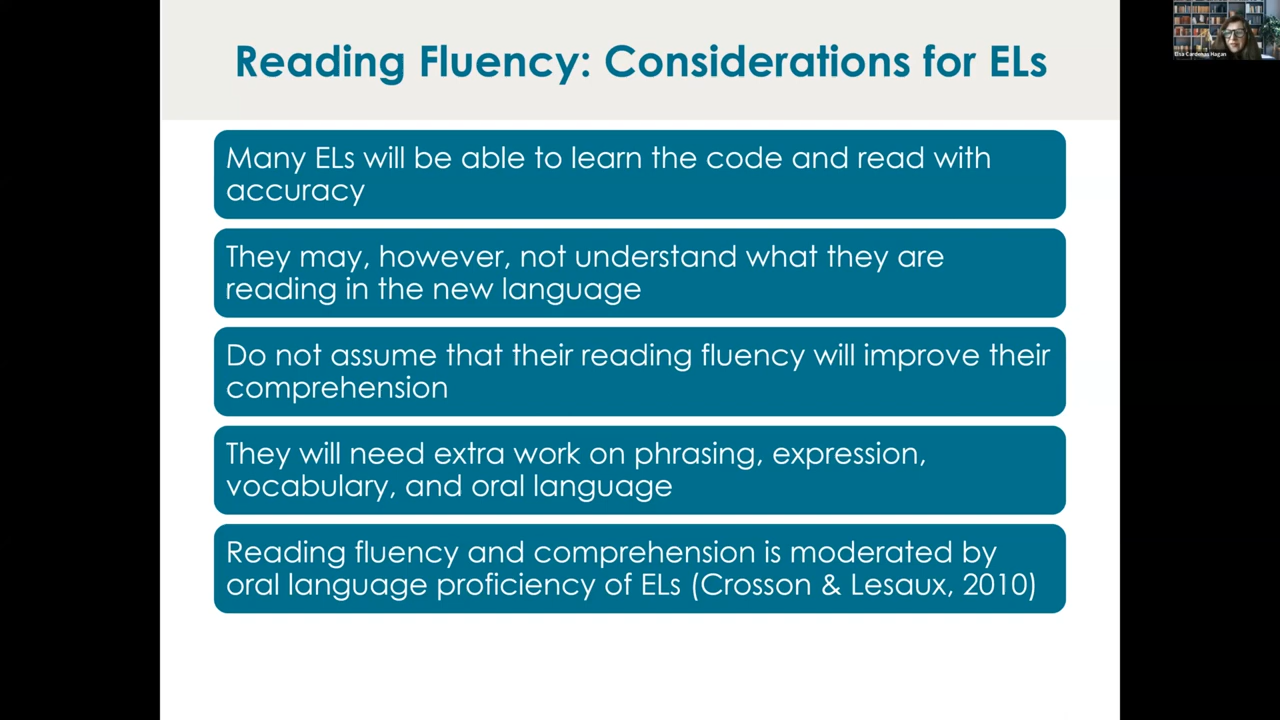 Reading Fluency: Considerations for ELs
Elsa Cárdenas Hagan
Many ELs will be able to learn the code and read with
accuracy
They may, however, not understand what they are
reading in the new language
Do not assume that their reading fluency will improve their
comprehension
They will need extra work on phrasing, expression,
vocabulary, and oral language
Reading fluency and comprehension is moderated by
oral language proficiency of ELs (Crosson & Lesaux, 2010)